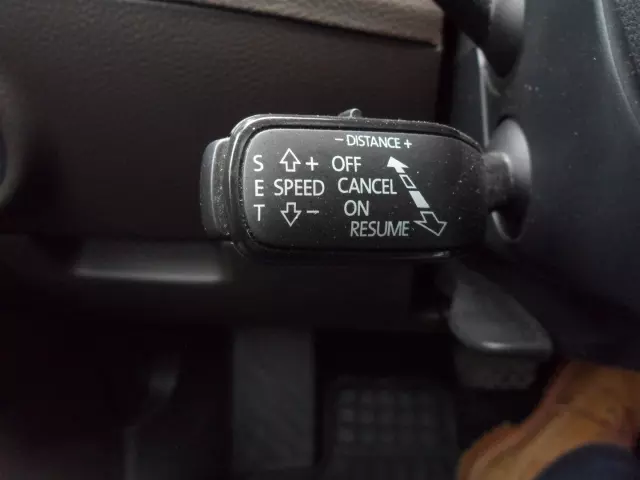 - DISTANCE +
S + OFF
E SPEED CANCEL
T - ON
RESUME